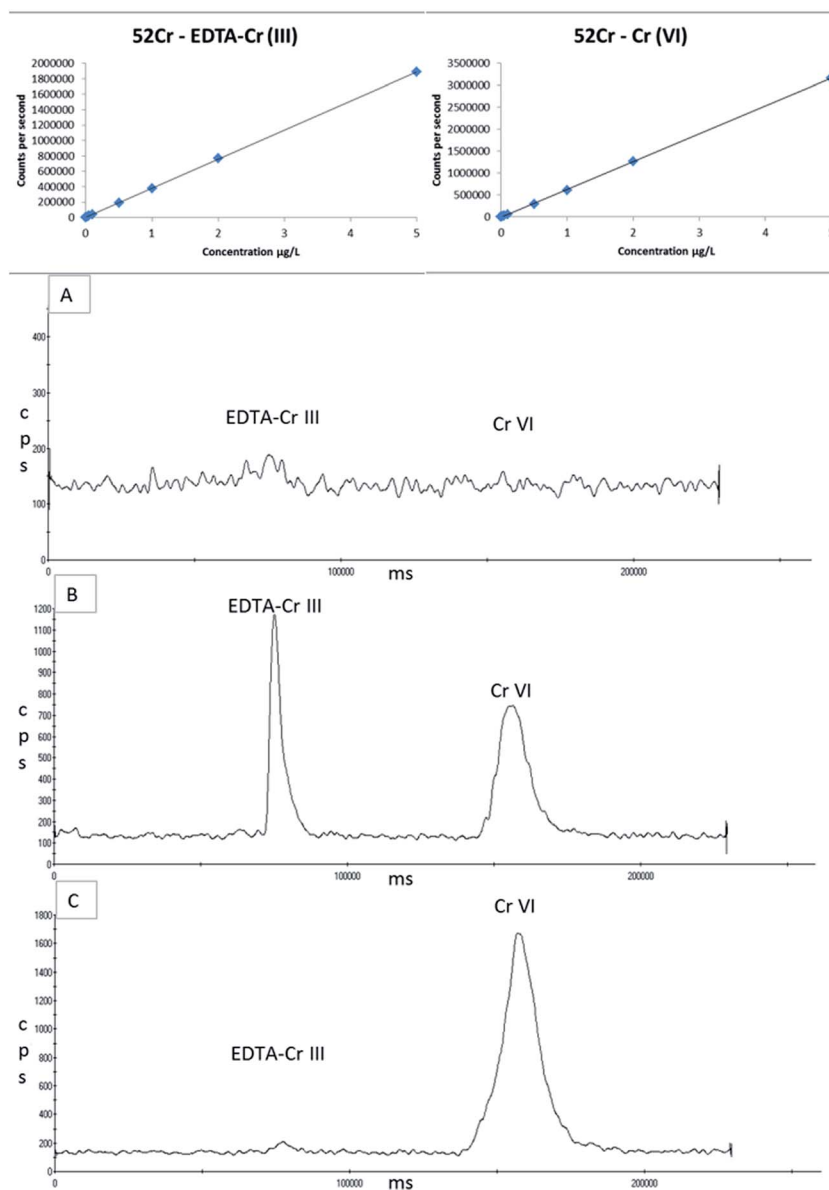 52Cr - EDTA-Cr (III)
2000000
1800000
1600000
1400000
1200000
1000000
800000
600000
400000
200000
0
Counts per second
0 1 2 3 4 5
Concentration µg/L
52Cr - Cr (VI)
3500000
3000000
2500000
2000000
1500000
1000000
500000
0
Counts per second
0 1 2 3 4
Concentration µg/L
A
400
300
200
100
0
cps
EDTA-Cr III
Cr VI
0 100000 200000
ms
B
1200
1100
1000
900
800
700
600
500
400
300
200
100
0
cps
EDTA-Cr III
Cr VI
0 100000 200000
ms
C
1800
1600
1400
1200
1000
800
600
400
200
0
cps
EDTA-Cr III
Cr VI
0 100000 200000
ms